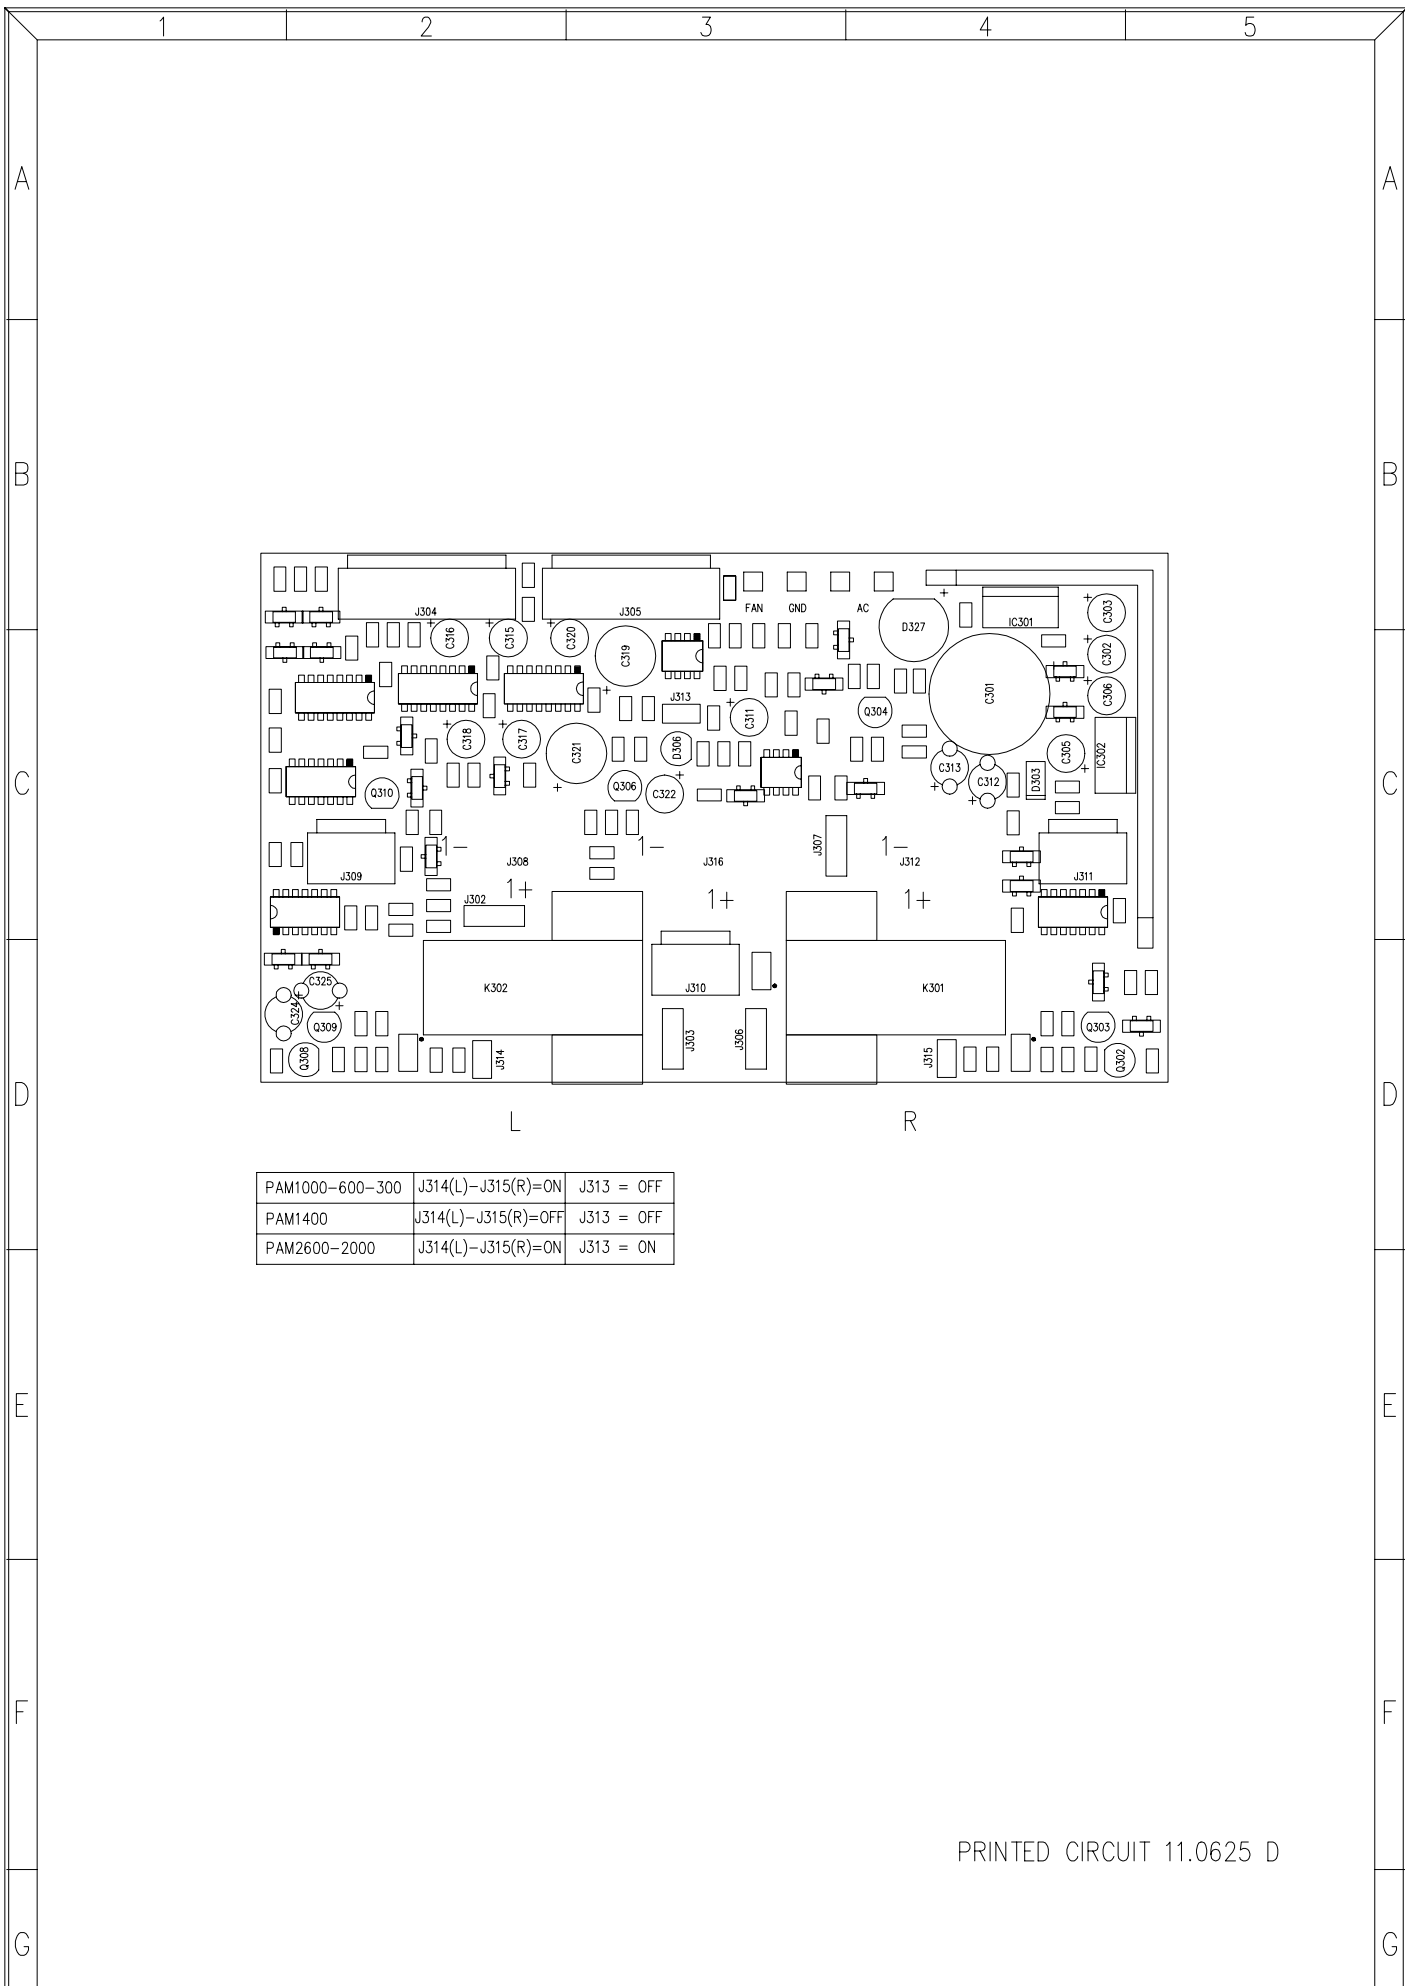 1 2 3 4 5
A A
B B
J304 J305 FAN GND AC D327 IC301 C303
C316 C315 C320 C319 C302
C301 C306
J313 C311 Q304
C318 C317 C321 D306 C305 IC302
C313 C312 D303
C Q310 Q306 C322 C
1- 1- J307 1-
J309 J308 J316 J312 J311
1+ 1+ 1+
J302
K302 J310 K301
C325 C324
Q309 J303 J306 Q303
Q308 J314 J315 Q302
D D
L R
PAM1000-600-300 J314(L)-J315(R)=ON J313 = OFF
PAM1400 J314(L)-J315(R)=OFF J313 = OFF
PAM2600-2000 J314(L)-J315(R)=ON J313 = ON
E E
F F
PRINTED CIRCUIT 11.0625 D
G G